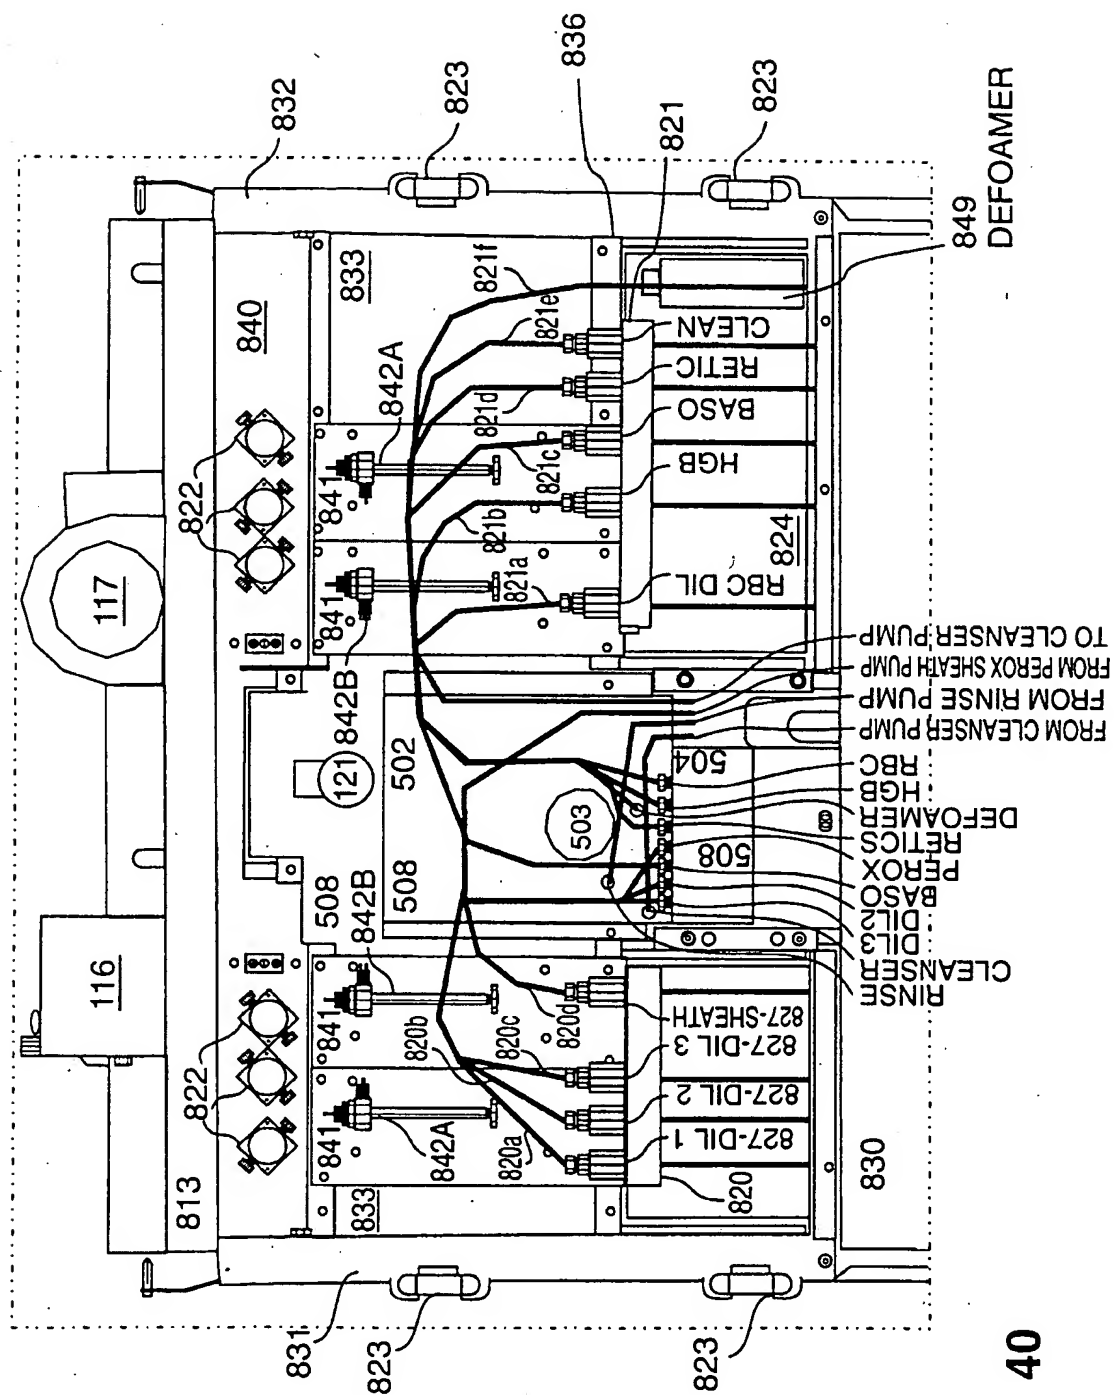 832
823
836
823
821
849
DEFOAMER
840
833
821f
821e
842A
CLEAN
821d
RETIC
821c
BASO
822
841
821b
HGB
824
117
841
821a
RBC DIL
842B
TO CLEANSER PUMP
FROM PEROX SHEATH PUMP
FROM RINSE PUMP
FROM CLEANSER PUMP
121
502
504
RBC
HGB
DEFOAMER
503
RETICS
508
508
508
PEROX
BASO
DIL2
DIL3
CLEANSER
RINSE
842B
116
841
820b
820c
820d
827-SHEATH
827-DIL 3
822
827-DIL 2
841
842A
820a
827-DIL 1
813
833
820
830
831
823
823
40